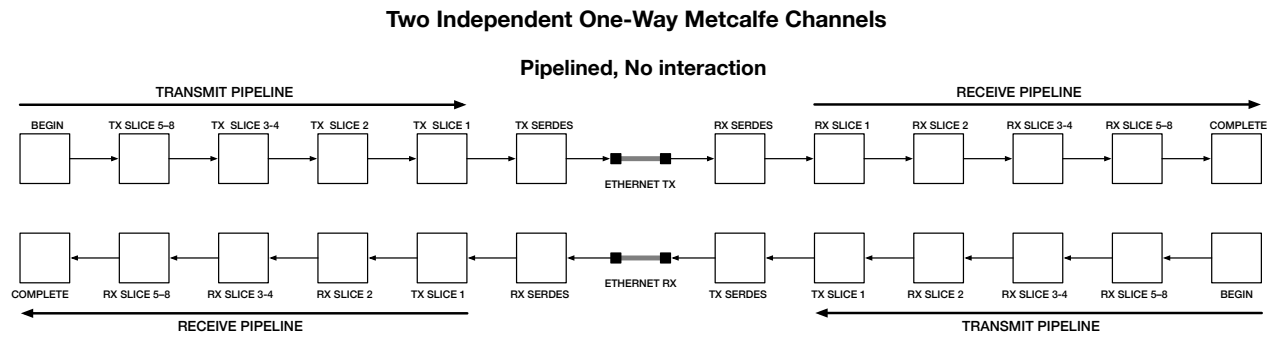 Two Independent One-Way Metcalfe Channels
Pipelined, No interaction
TRANSMIT PIPELINE
RECEIVE PIPELINE
BEGIN
TX SLICE 5–8
TX SLICE 3-4
TX SLICE 2
TX SLICE 1
TX SERDES
RX SERDES
RX SLICE 1
RX SLICE 2
RX SLICE 3-4
RX SLICE 5–8
COMPLETE
ETHERNET TX
ETHERNET RX
COMPLETE
RX SLICE 5–8
RX SLICE 3-4
RX SLICE 2
TX SLICE 1
RX SERDES
TX SERDES
TX SLICE 1
RX SLICE 2
RX SLICE 3-4
RX SLICE 5–8
BEGIN
RECEIVE PIPELINE
TRANSMIT PIPELINE